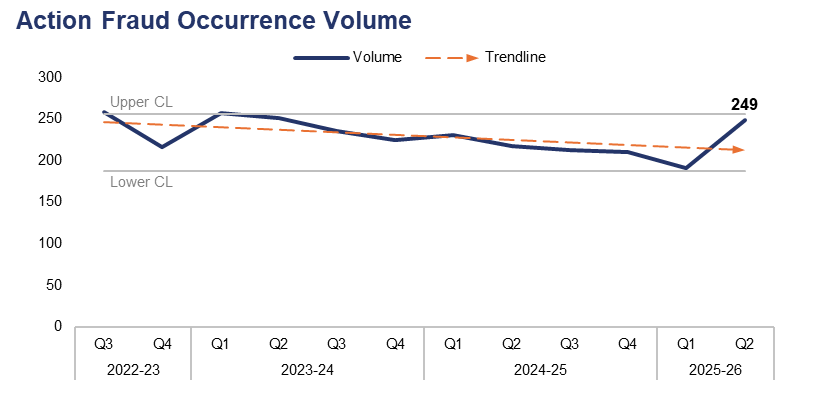 Action Fraud Occurrence Volume
Volume Trendline
300
Upper CL
249
250
200
Lower CL
150
100
50
0
Q3 Q4 Q1 Q2 Q3 Q4 Q1 Q2 Q3 Q4 Q1 Q2
2022-23 2023-24 2024-25 2025-26